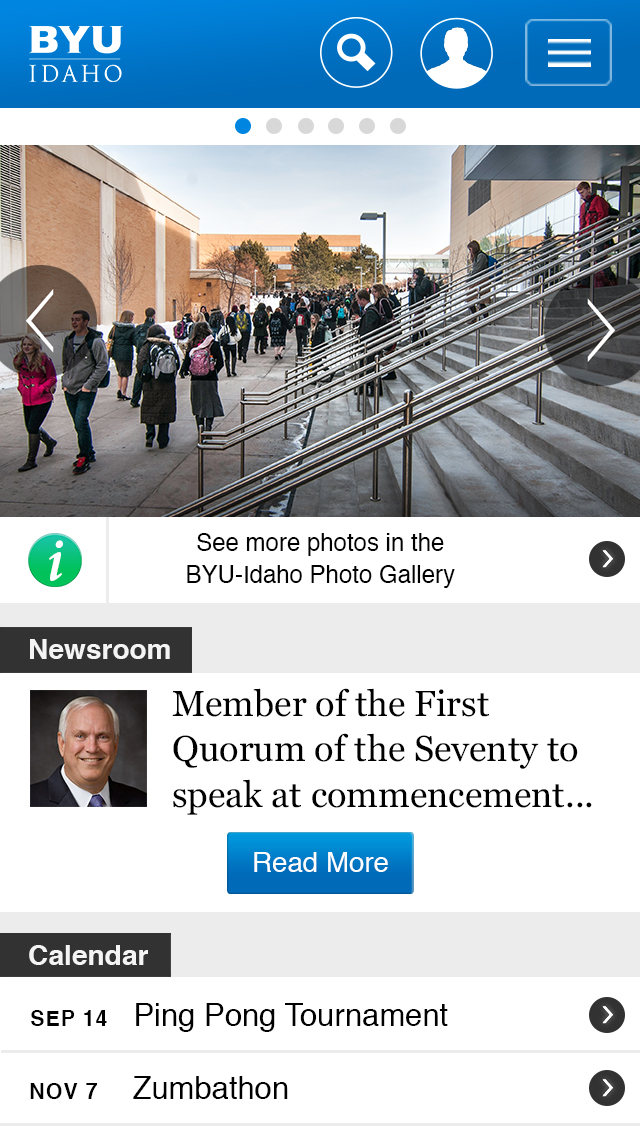 BYU
IDAHO
See more photos in the
BYU-Idaho Photo Gallery
Newsroom
Member of the First
Quorum of the Seventy to
speak at commencement...
Read More
Calendar
SEP 14 Ping Pong Tournament
NOV 7 Zumbathon